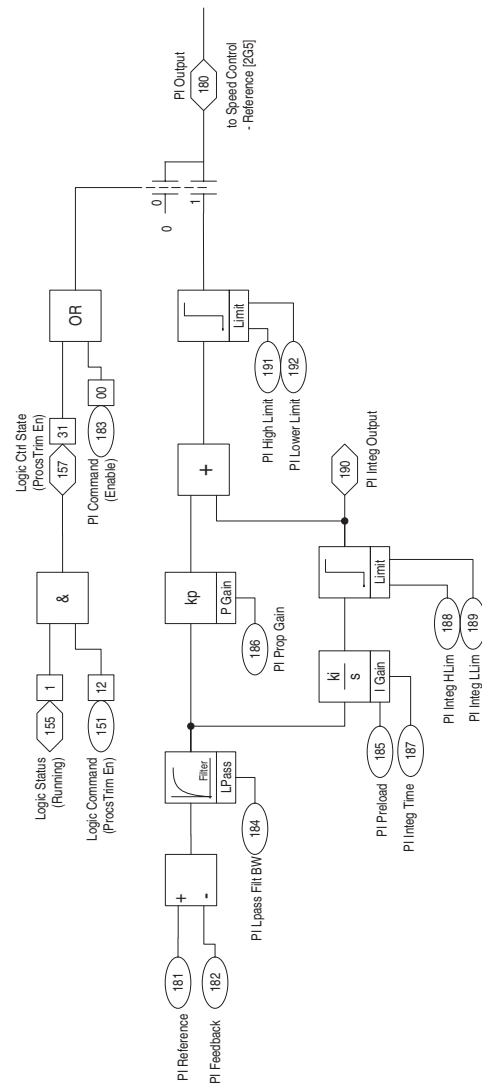 Logic Status
(Running)
155
1
Logic Command
(ProcsTrim En)
151
12
&
Logic Ctrl State
(ProcsTrim En)
157
31
PI Command
(Enable)
183
00
OR
PI Reference
181
PI Feedback
182
+
-
Filter
LPass
184
PI Lpass Filt BW
kp
P Gain
186
PI Prop Gain
+
Limit
191
PI High Limit
192
PI Lower Limit
0
0
1
PI Output
180
to Speed Control
- Reference [2G5]
ki
s
I Gain
185
PI Preload
187
PI Integ Time
Limit
188
PI Integ HLim
189
PI Integ LLim
190
PI Integ Output